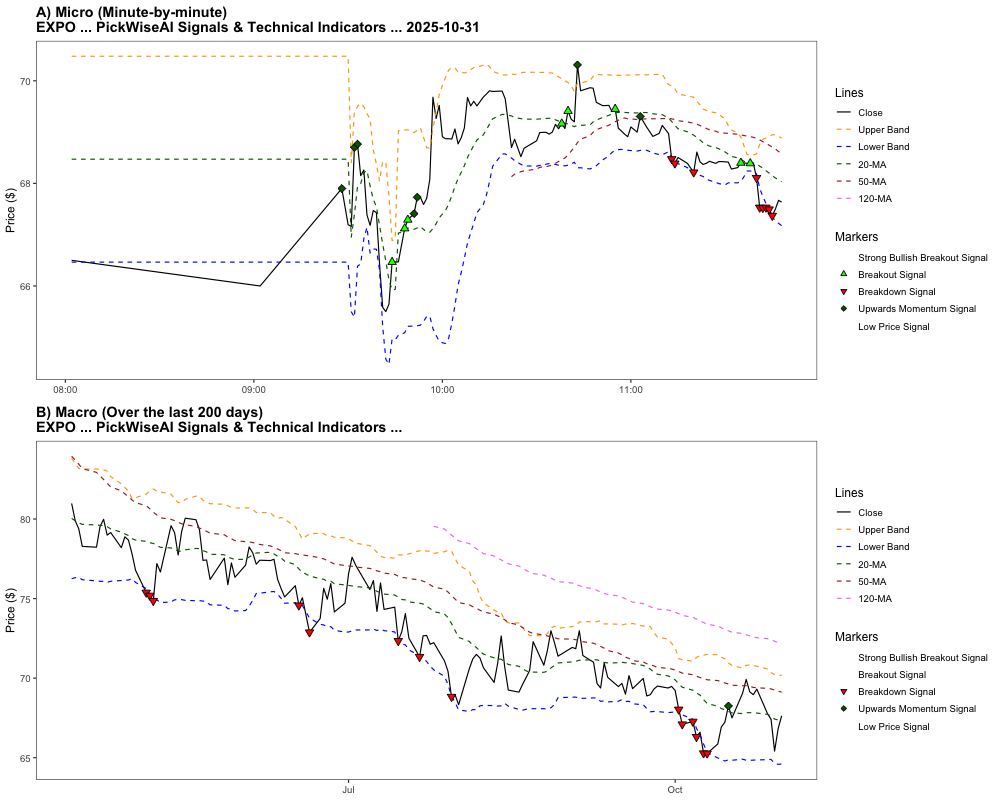 A) Micro (Minute-by-minute)
EXPO ... PickWiseAI Signals & Technical Indicators ... 2025-10-31
Price ($)
70
68
66
08:00
09:00
10:00
11:00
Lines
Close
Upper Band
Lower Band
20-MA
50-MA
120-MA
Markers
Strong Bullish Breakout Signal
Breakout Signal
Breakdown Signal
Upwards Momentum Signal
Low Price Signal
B) Macro (Over the last 200 days)
EXPO ... PickWiseAI Signals & Technical Indicators ...
Price ($)
80
75
70
65
Jul
Oct
Lines
Close
Upper Band
Lower Band
20-MA
50-MA
120-MA
Markers
Strong Bullish Breakout Signal
Breakout Signal
Breakdown Signal
Upwards Momentum Signal
Low Price Signal